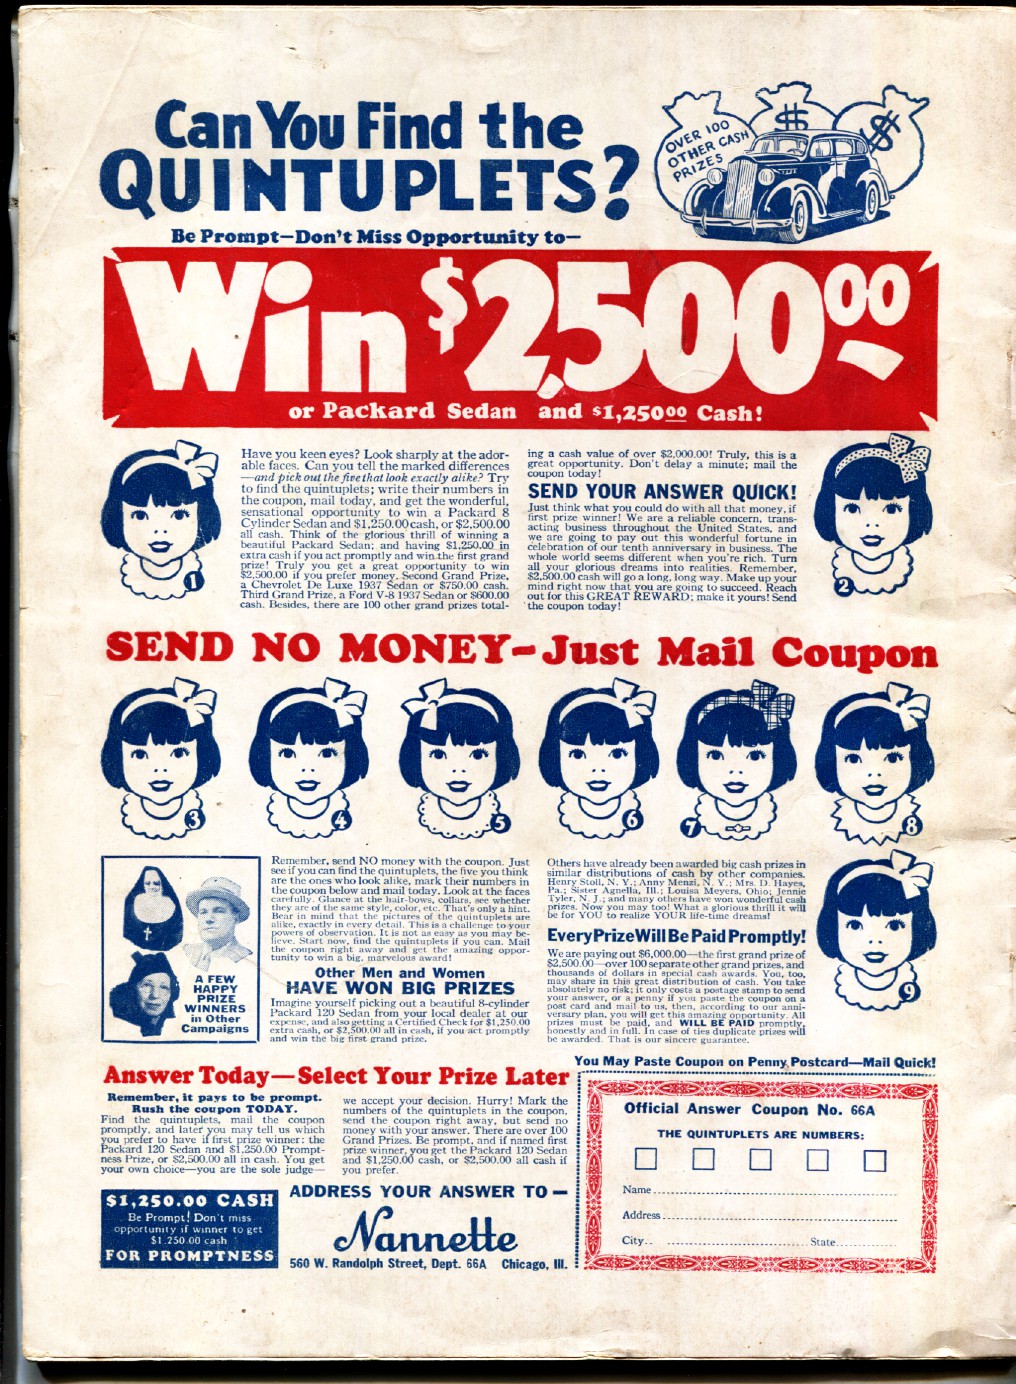 Can You Find the
QUINTUPLETS?
OVER 100
OTHER CASH
PRIZES
$
$
Be Prompt—Don't Miss Opportunity to—
Win $2,500.00
or Packard Sedan and $1,250.00 Cash!
1
Have you keen eyes? Look sharply at the ador-
able faces. Can you tell the marked differences
—and pick out the five that look exactly alike? Try
to find the quintuplets; write their numbers in
the coupon, mail today, and get the wonderful,
sensational opportunity to win a Packard 8
Cylinder Sedan and $1,250.00 cash, or $2,500.00
all cash. Think of the glorious thrill of winning a
beautiful Packard Sedan; and having $1,250.00 in
extra cash if you act promptly and win the first grand
prize! Truly you get a great opportunity to win
$2,500.00 if you prefer money. Second Grand Prize,
a Chevrolet De Luxe 1937 Sedan or $750.00 cash.
Third Grand Prize, a Ford V-8 1937 Sedan or $600.00
cash. Besides, there are 100 other grand prizes total-
ing a cash value of over $2,000.00! Truly, this is a
great opportunity. Don't delay a minute; mail the
coupon today!
SEND YOUR ANSWER QUICK!
Just think what you could do with all that money, if
first prize winner! We are a reliable concern, trans-
acting business throughout the United States, and
we are going to pay out this wonderful fortune in
celebration of our tenth anniversary in business. The
whole world seems different when you're rich. Turn
all your glorious dreams into realities. Remember,
$2,500.00 cash will go a long, long way. Make up your
mind right now that you are going to succeed. Reach
out for this GREAT REWARD; make it yours! Send
the coupon today!
2
SEND NO MONEY—Just Mail Coupon
3
4
5
6
7
8
A FEW
HAPPY
PRIZE
WINNERS
in Other
Campaigns
Remember, send NO money with the coupon. Just
see if you can find the quintuplets, the five you think
are the ones who look alike, mark their numbers in
the coupon below and mail today. Look at the faces
carefully. Glance at the hair-bows, collars, see whether
they are of the same style, color, etc. That's only a hint.
Bear in mind that the pictures of the quintuplets are
alike, exactly in every detail. This is a challenge to your
powers of observation. It is not as easy as you may be-
lieve. Start now, find the quintuplets if you can. Mail
the coupon right away and get the amazing oppor-
tunity to win a big, marvelous award!
Other Men and Women
HAVE WON BIG PRIZES
Imagine yourself picking out a beautiful 8-cylinder
Packard 120 Sedan from your local dealer at our
expense, and also getting a Certified Check for $1,250.00
extra cash, or $2,500.00 all in cash, if you act promptly
and win the big first grand prize.
Others have already been awarded big cash prizes in
similar distributions of cash by other companies.
Henry Stoll, N. Y.; Anny Menzi, N. Y.; Mrs. D. Hayes,
Pa.; Sister Agnella, Ill.; Louisa Meyers, Ohio; Jennie
Tyler, N. J.; and many others have won wonderful cash
prizes. Now you may too! What a glorious thrill it will
be for YOU to realize YOUR life-time dreams!
Every Prize Will Be Paid Promptly!
We are paying out $6,000.00—the first grand prize of
$2,500.00—over 100 separate other grand prizes, and
thousands of dollars in special cash awards. You, too,
may share in this great distribution of cash. You take
absolutely no risk; it only costs a postage stamp to send
your answer, or a penny if you paste the coupon on a
post card and mail to us, then, according to our anni-
versary plan, you will get this amazing opportunity. All
prizes must be paid, and WILL BE PAID promptly,
honestly and in full. In case of ties duplicate prizes will
be awarded. That is our sincere guarantee.
9
Answer Today—Select Your Prize Later
Remember, it pays to be prompt.
Rush the coupon TODAY.
Find the quintuplets, mail the coupon
promptly, and later you may tell us which
you prefer to have if first prize winner: the
Packard 120 Sedan and $1,250.00 Prompt-
ness Prize, or $2,500.00 all in cash. You get
your own choice—you are the sole judge—
we accept your decision. Hurry! Mark the
numbers of the quintuplets in the coupon,
send the coupon right away, but send no
money with your answer. There are over 100
Grand Prizes. Be prompt, and if named first
prize winner, you get the Packard 120 Sedan
and $1,250.00 cash, or $2,500.00 all cash if
you prefer.
$1,250.00 CASH
Be Prompt! Don't miss
opportunity if winner to get
$1,250.00 cash
FOR PROMPTNESS
ADDRESS YOUR ANSWER TO —
Nannette
560 W. Randolph Street, Dept. 66A Chicago, Ill.
You May Paste Coupon on Penny Postcard—Mail Quick!
Official Answer Coupon No. 66A
THE QUINTUPLETS ARE NUMBERS:
Name
Address
City State